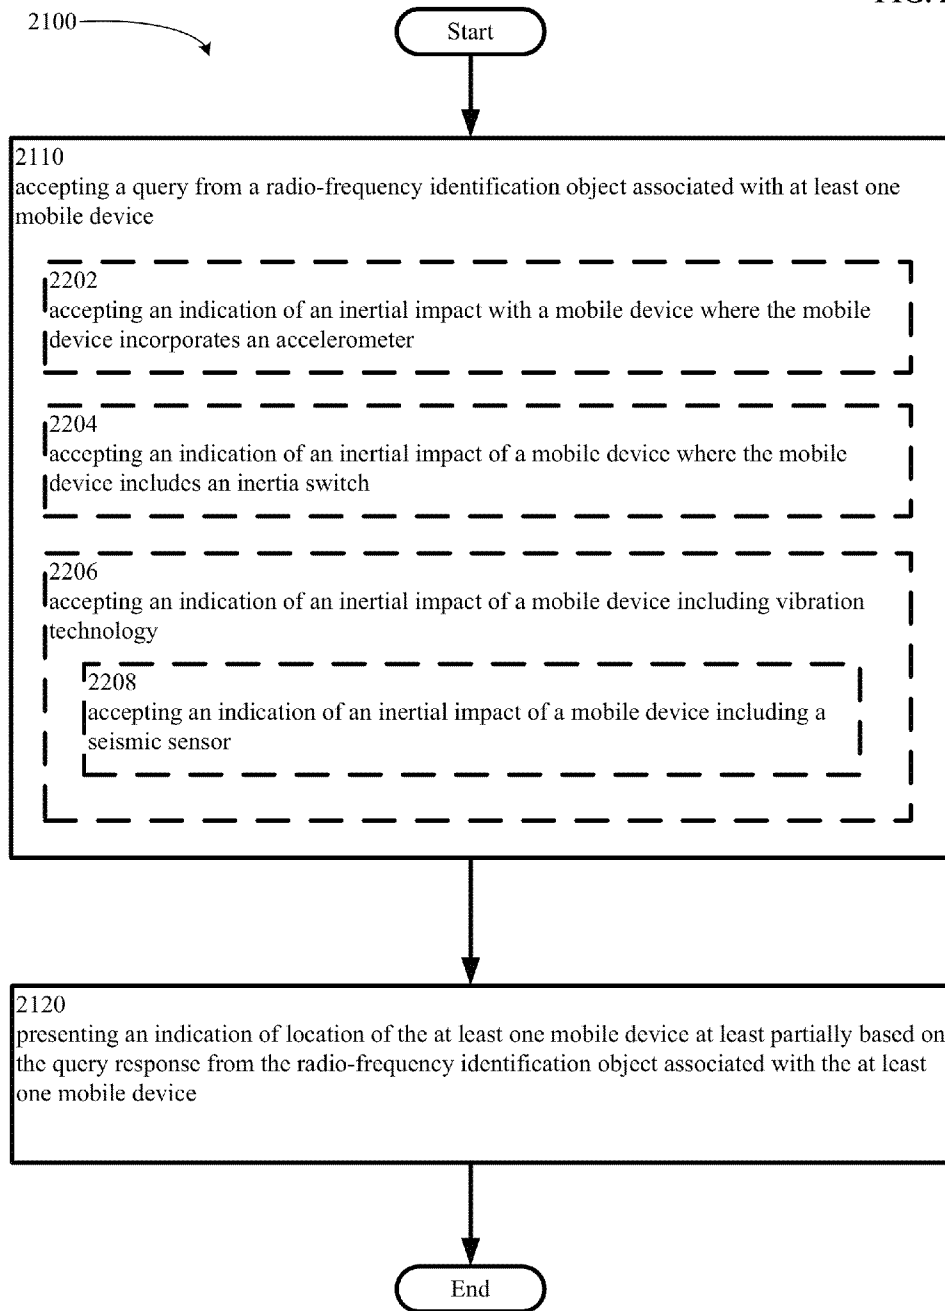 2100
FIG.
Start
2110
accepting a query from a radio-frequency identification object associated with at least one
mobile device
2202
accepting an indication of an inertial impact with a mobile device where the mobile
device incorporates an accelerometer
2204
accepting an indication of an inertial impact of a mobile device where the mobile
device includes an inertia switch
2206
accepting an indication of an inertial impact of a mobile device including vibration
technology
2208
accepting an indication of an inertial impact of a mobile device including a
seismic sensor
2120
presenting an indication of location of the at least one mobile device at least partially based on
the query response from the radio-frequency identification object associated with the at least
one mobile device
End